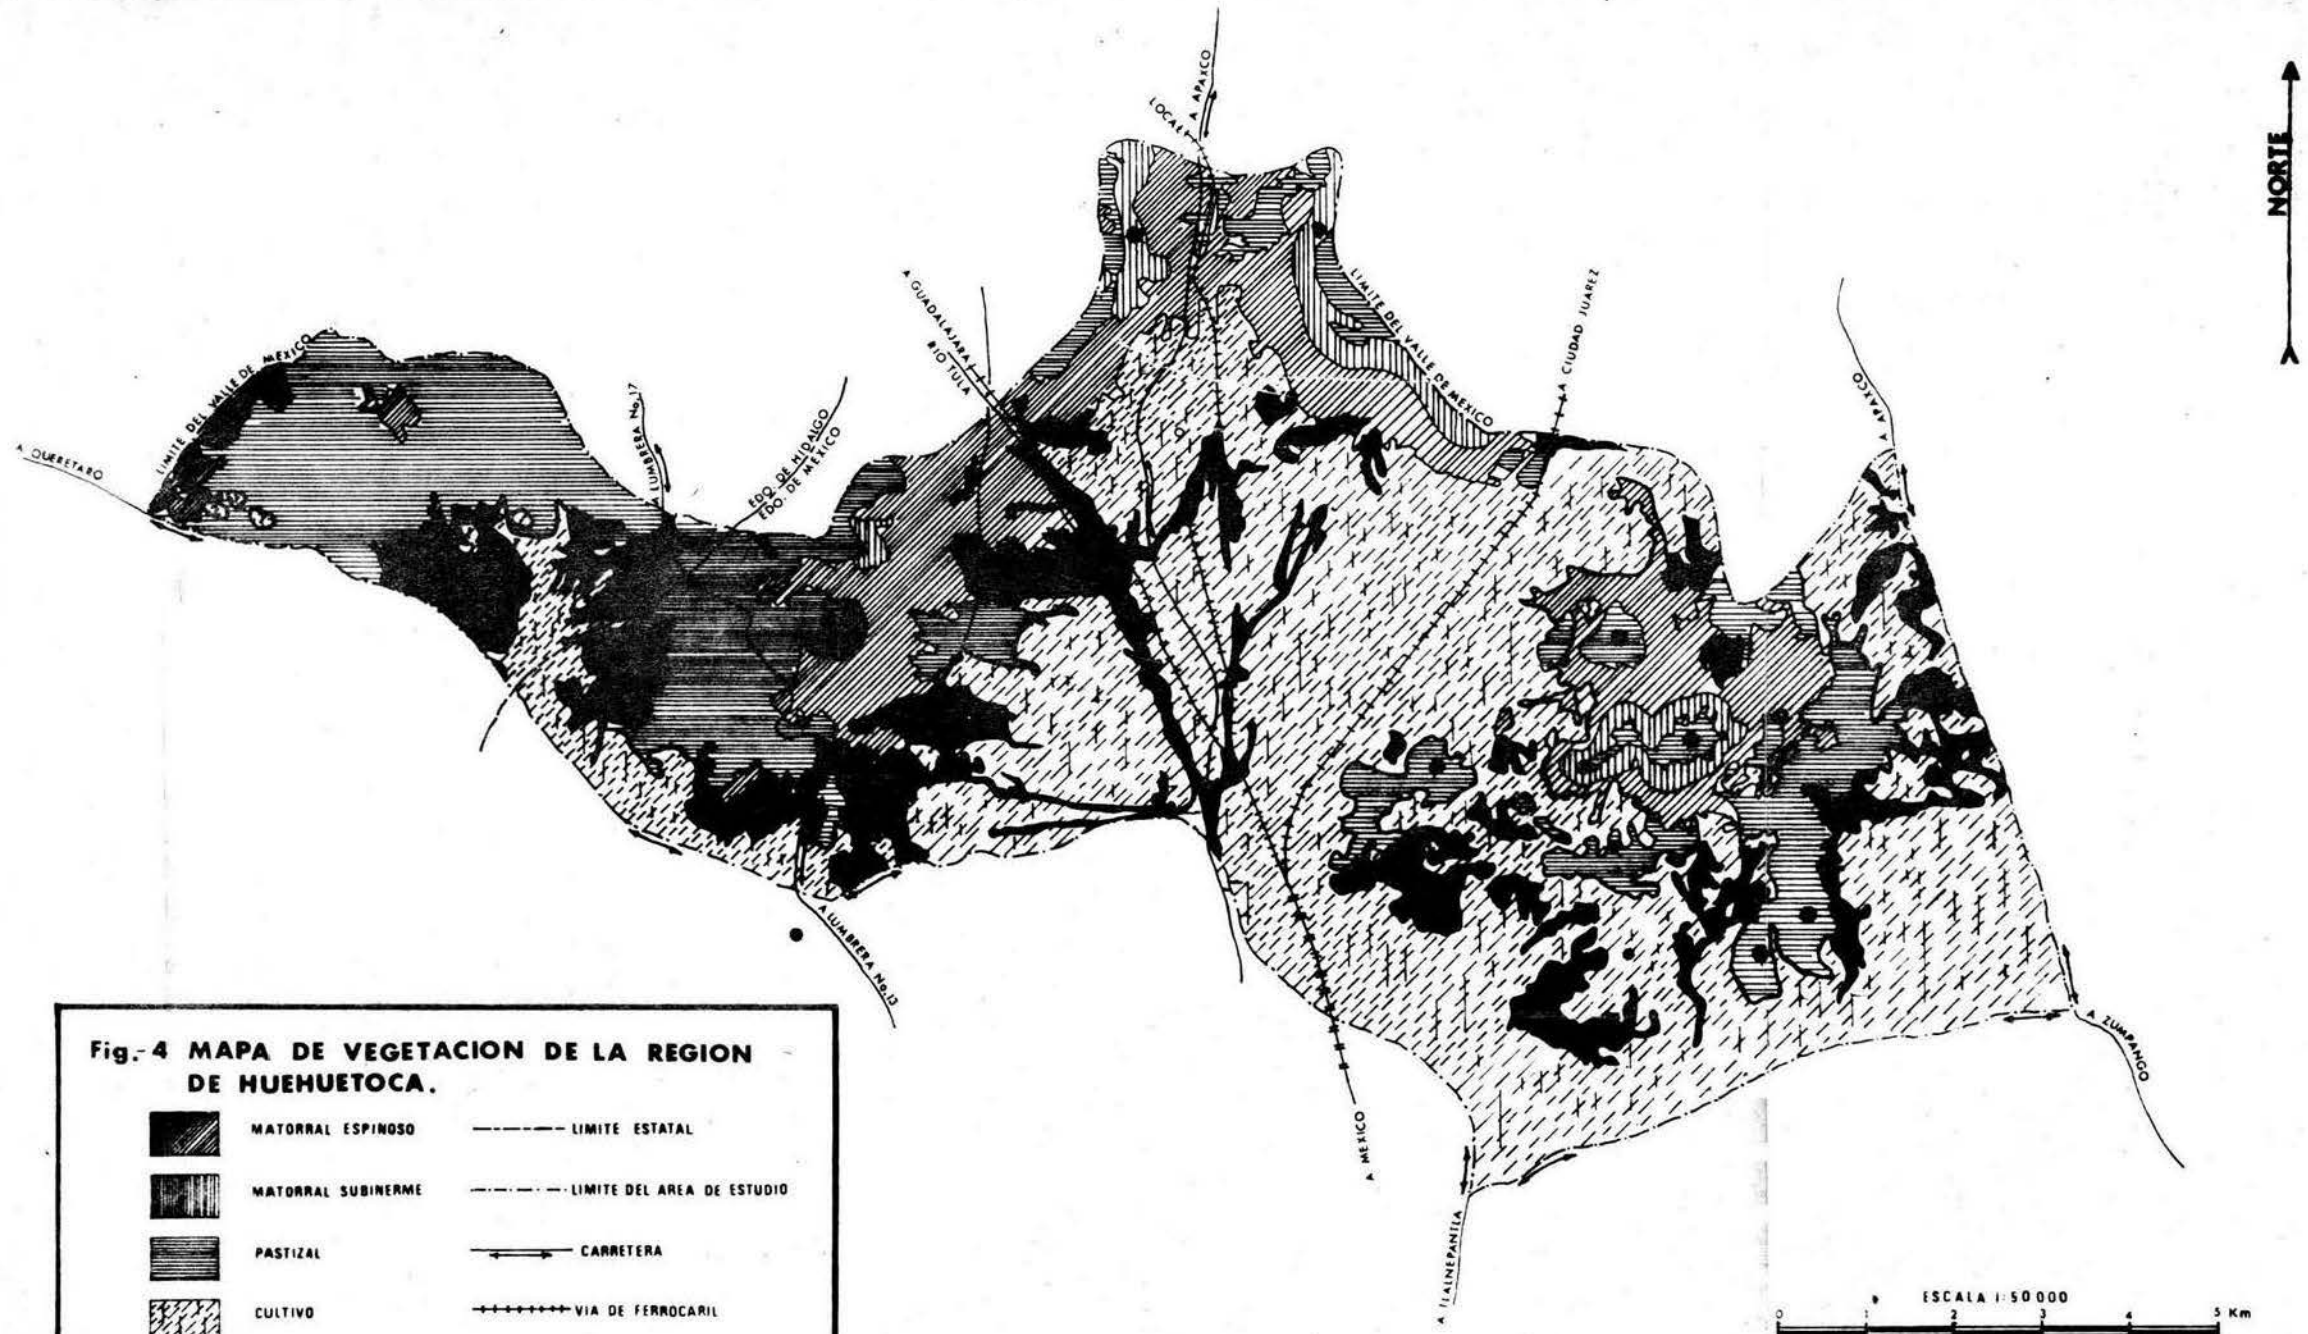 A APAXCO
LOCAL
NORTE
A GUADALAJARA
RIO TULA
LIMITE DEL VALLE DE MEXICO
A CIUDAD JUAREZ
A APAXCO
LIMITE DEL VALLE DE MEXICO
A QUERETARO
A LUMBRERA No. 17
EDO. DE HIDALGO
EDO. DE MEXICO
A LUMBRERA No. 13
A MEXICO
A ZUMPANGO
A TLALNEPANTLA
Fig.-4 MAPA DE VEGETACION DE LA REGION
DE HUEHUETOCA.
MATORRAL ESPINOSO
LIMITE ESTATAL
MATORRAL SUBINERME
LIMITE DEL AREA DE ESTUDIO
PASTIZAL
CARRETERA
CULTIVO
VIA DE FERROCARIL
ESCALA 1:50 000
0 1 2 3 4 5 Km